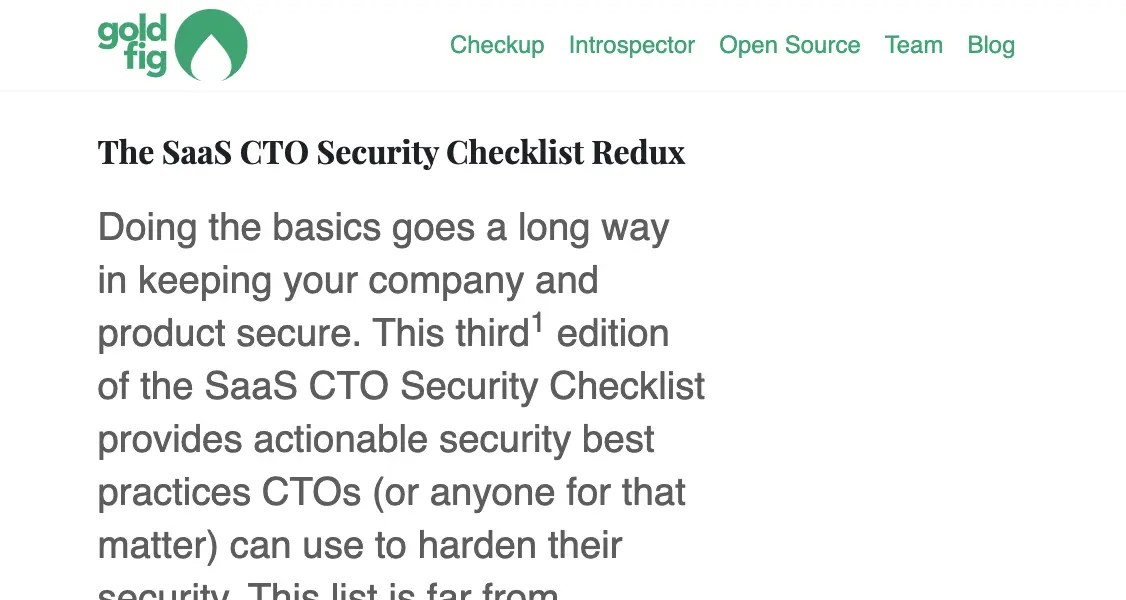 gold
fig
Checkup Introspector Open Source Team Blog
The SaaS CTO Security Checklist Redux
Doing the basics goes a long way
in keeping your company and
product secure. This third¹ edition
of the SaaS CTO Security Checklist
provides actionable security best
practices CTOs (or anyone for that
matter) can use to harden their
security. This list is far from